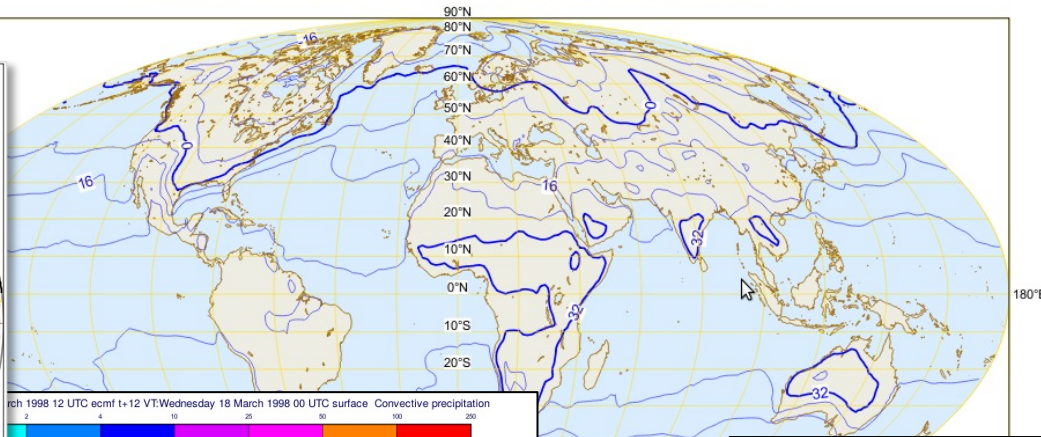 90°N
80°N
-16
70°N
60°N
0
50°N
40°N
0
30°N
16
16
20°N
32
10°N
0°N
180°E
32
10°S
20°S
32
rch 1998 12 UTC ecmf t+12 VT:Wednesday 18 March 1998 00 UTC surface Convective precipitation
2 4 10 25 50 100 250